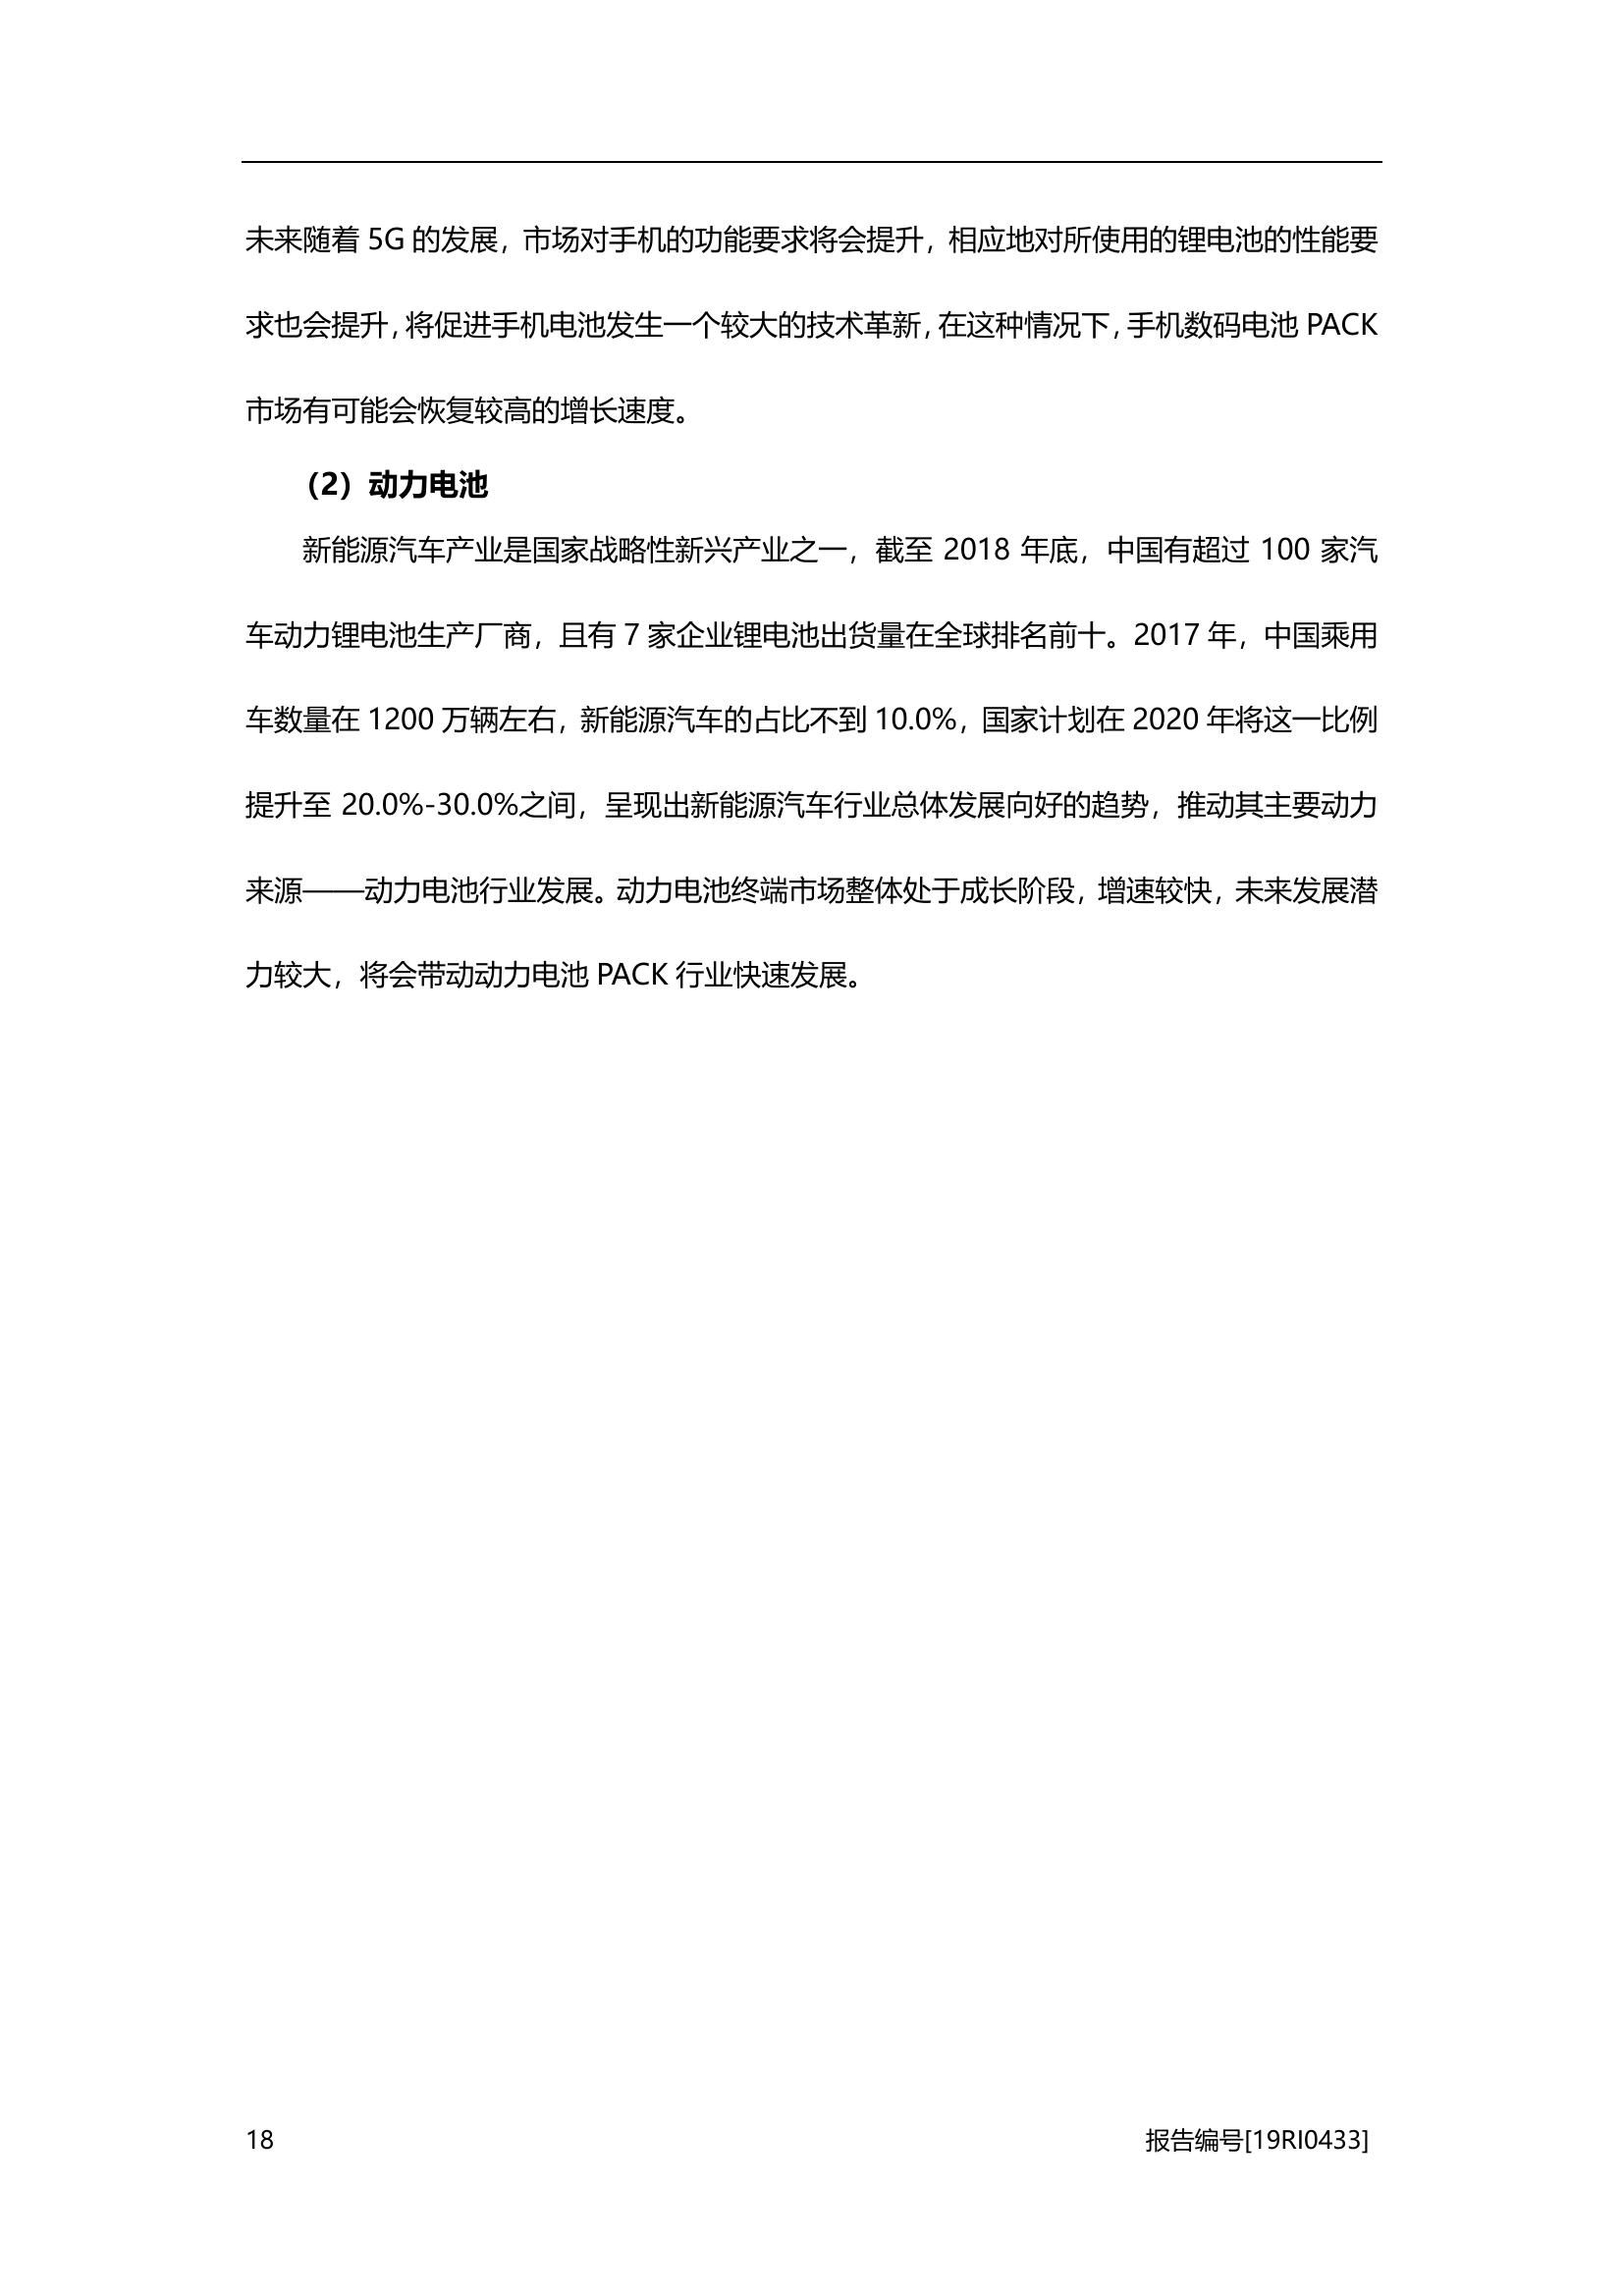 未来随着 5G 的发展，市场对手机的功能要求将会提升，相应地对所使用的锂电池的性能要
求也会提升，将促进手机电池发生一个较大的技术革新，在这种情况下，手机数码电池 PACK
市场有可能会恢复较高的增长速度。
（2）动力电池
新能源汽车产业是国家战略性新兴产业之一，截至 2018 年底，中国有超过 100 家汽
车动力锂电池生产厂商，且有 7 家企业锂电池出货量在全球排名前十。2017 年，中国乘用
车数量在 1200 万辆左右，新能源汽车的占比不到 10.0%，国家计划在 2020 年将这一比例
提升至 20.0%-30.0%之间，呈现出新能源汽车行业总体发展向好的趋势，推动其主要动力
来源——动力电池行业发展。动力电池终端市场整体处于成长阶段，增速较快，未来发展潜
力较大，将会带动动力电池 PACK 行业快速发展。
18 报告编号[19RI0433]